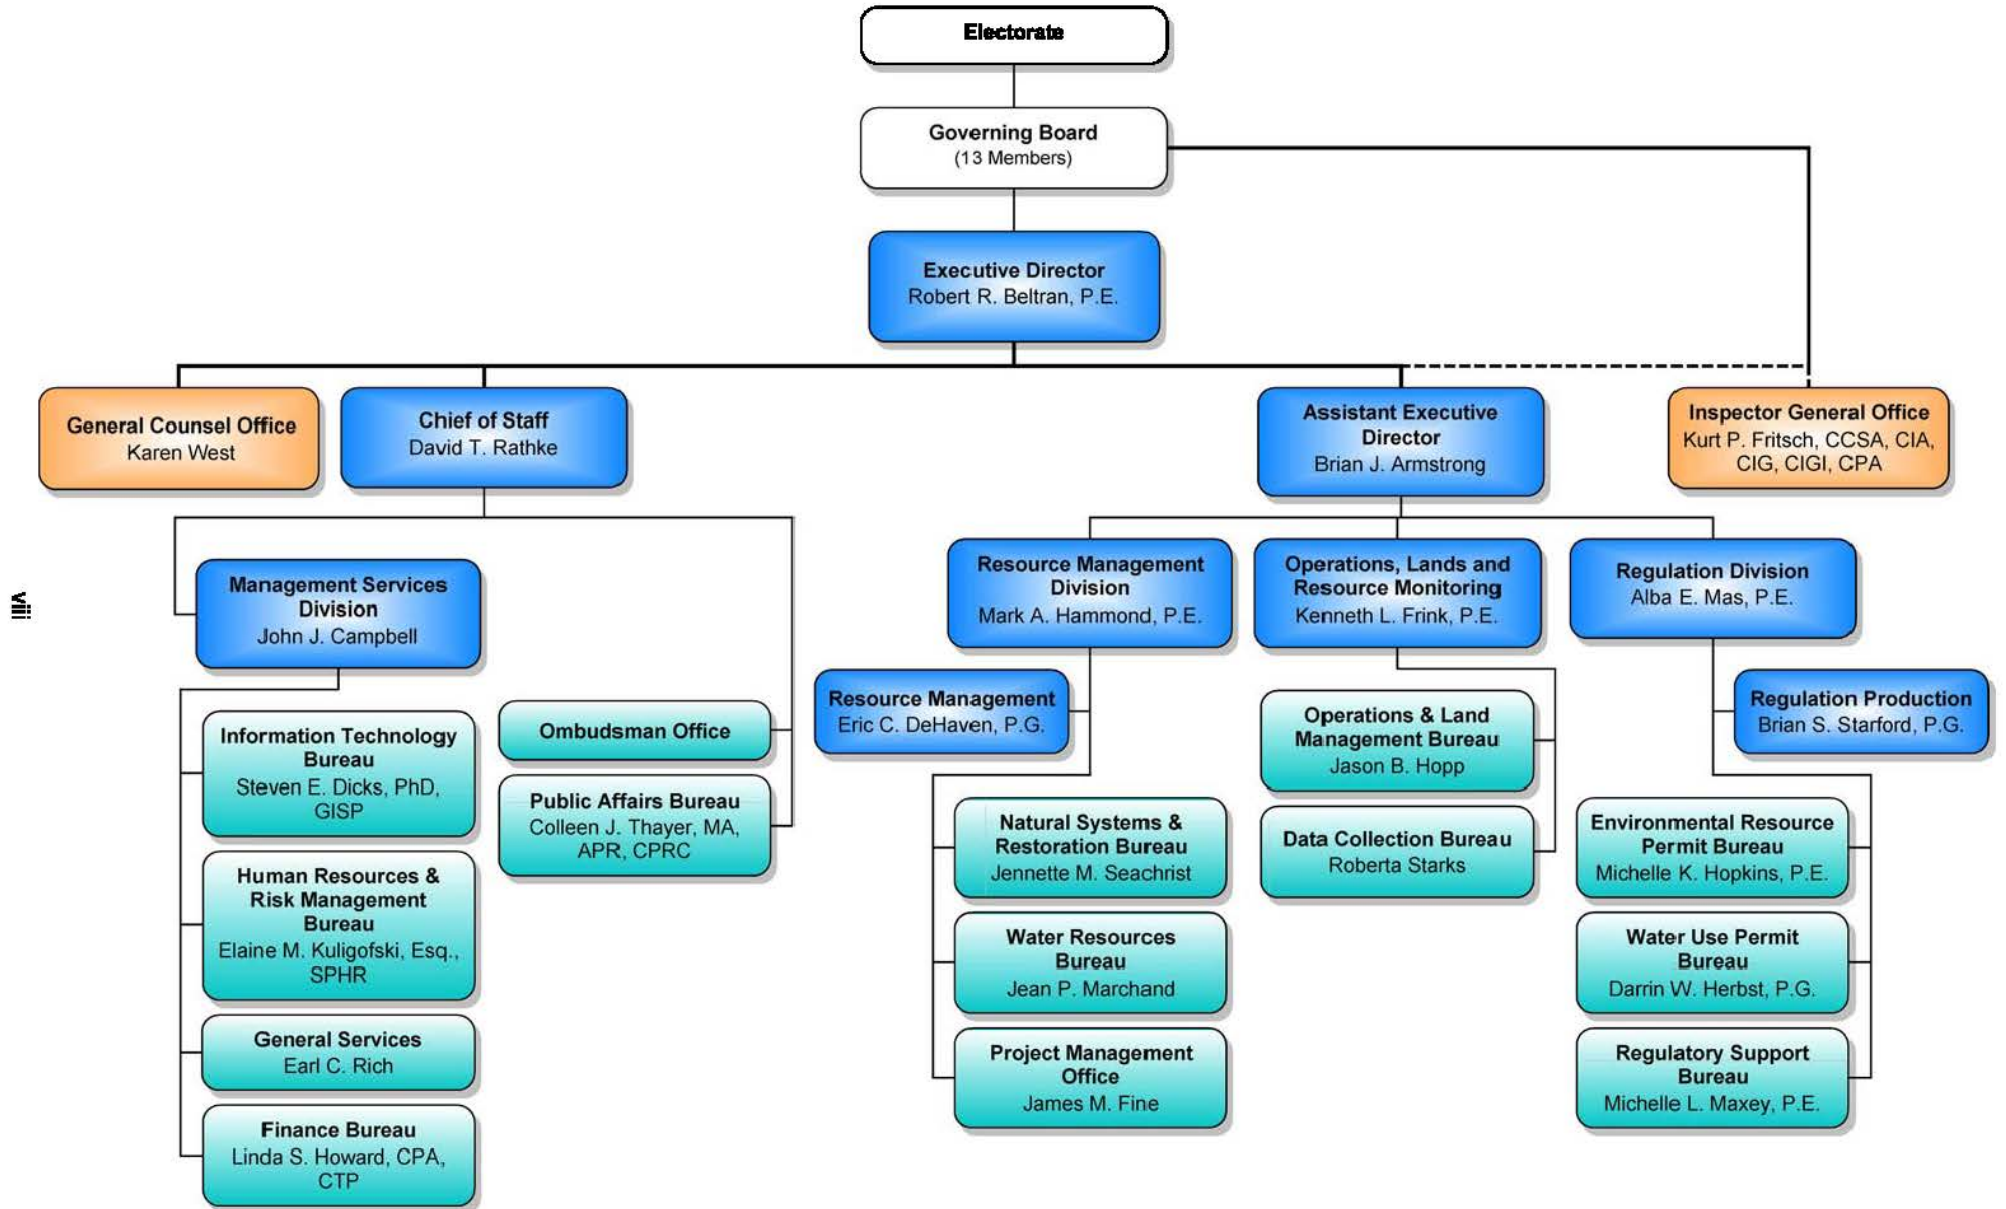 Electorate
Governing Board
(13 Members)
Executive Director
Robert R. Beltran, P.E.
General Counsel Office
Karen West
Chief of Staff
David T. Rathke
Assistant Executive
Director
Brian J. Armstrong
Inspector General Office
Kurt P. Fritsch, CCSA, CIA,
CIG, CIGI, CPA
Management Services
Division
John J. Campbell
Resource Management
Division
Mark A. Hammond, P.E.
Operations, Lands and
Resource Monitoring
Kenneth L. Frink, P.E.
Regulation Division
Alba E. Mas, P.E.
viii
Information Technology
Bureau
Steven E. Dicks, PhD,
GISP
Human Resources &
Risk Management
Bureau
Elaine M. Kuligofski, Esq.,
SPHR
General Services
Earl C. Rich
Finance Bureau
Linda S. Howard, CPA,
CTP
Ombudsman Office
Public Affairs Bureau
Colleen J. Thayer, MA,
APR, CPRC
Resource Management
Eric C. DeHaven, P.G.
Natural Systems &
Restoration Bureau
Jennette M. Seachrist
Water Resources
Bureau
Jean P. Marchand
Project Management
Office
James M. Fine
Operations & Land
Management Bureau
Jason B. Hopp
Data Collection Bureau
Roberta Starks
Regulation Production
Brian S. Starford, P.G.
Environmental Resource
Permit Bureau
Michelle K. Hopkins, P.E.
Water Use Permit
Bureau
Darrin W. Herbst, P.G.
Regulatory Support
Bureau
Michelle L. Maxey, P.E.